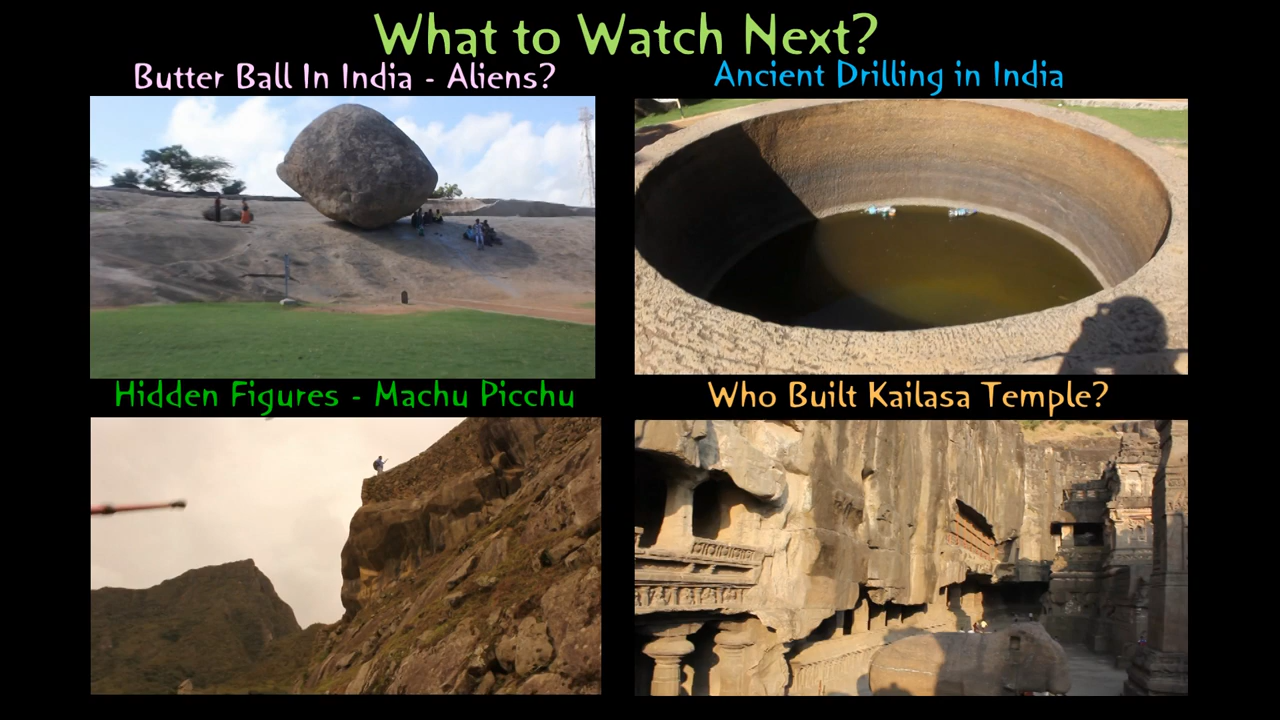 What to Watch Next?
Butter Ball In India - Aliens?
Ancient Drilling in India
Hidden Figures - Machu Picchu
Who Built Kailasa Temple?